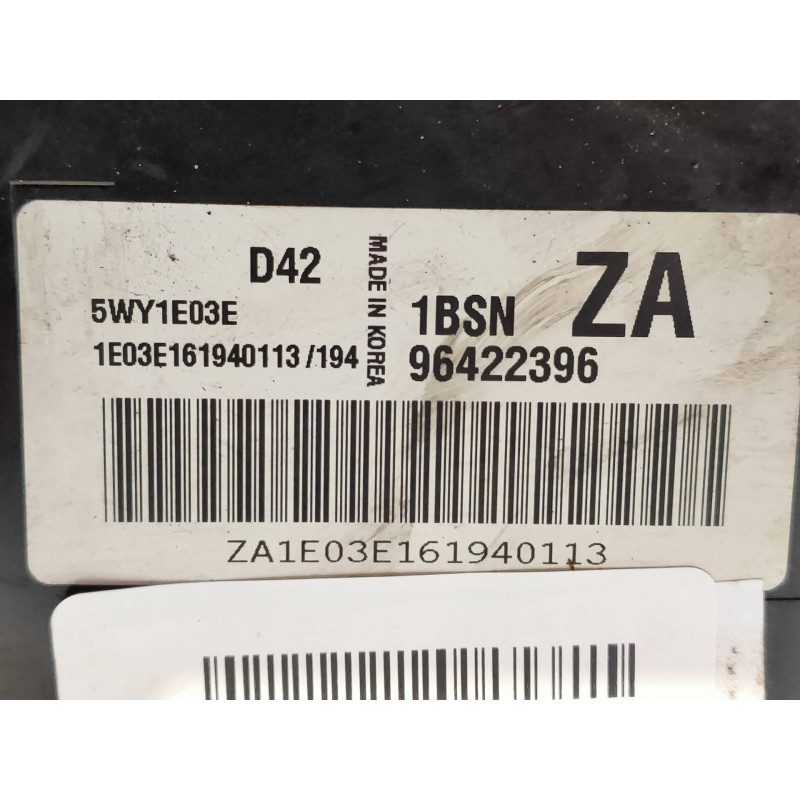 D42
MADE IN KOREA
5WY1E03E
1E03E161940113 /194
1BSN ZA
96422396
ZA1E03E161940113